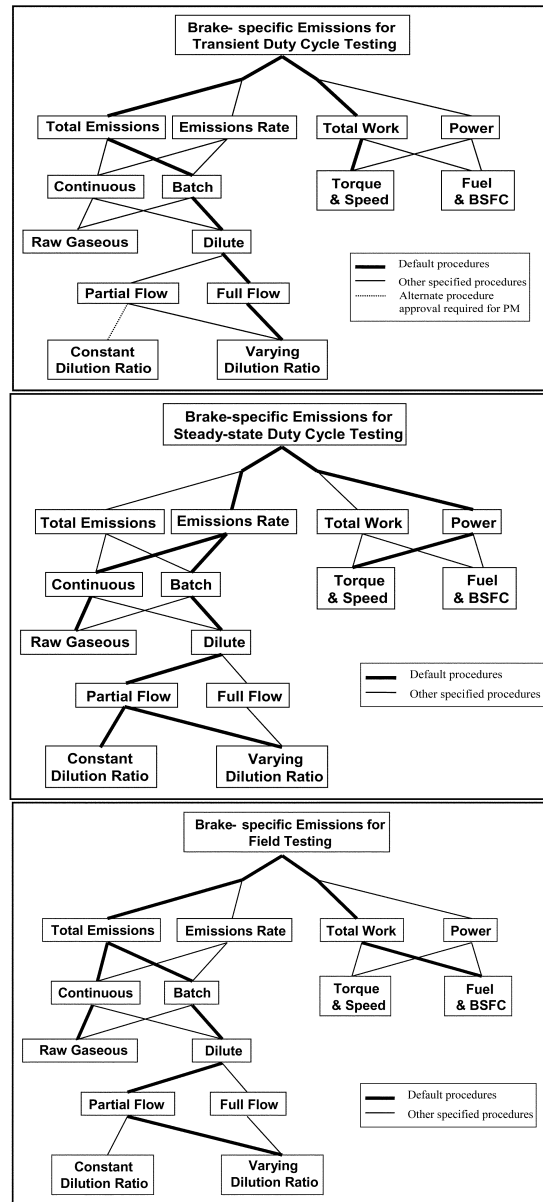 Brake- specific Emissions for
Transient Duty Cycle Testing
Total Emissions
Emissions Rate
Total Work
Power
Continuous
Batch
Torque
& Speed
Fuel
& BSFC
Raw Gaseous
Dilute
Partial Flow
Full Flow
Constant
Dilution Ratio
Varying
Dilution Ratio
Default procedures
Other specified procedures
Alternate procedure
approval required for PM
Brake-specific Emissions for
Steady-state Duty Cycle Testing
Total Emissions
Emissions Rate
Total Work
Power
Continuous
Batch
Torque
& Speed
Fuel
& BSFC
Raw Gaseous
Dilute
Partial Flow
Full Flow
Constant
Dilution Ratio
Varying
Dilution Ratio
Default procedures
Other specified procedures
Brake- specific Emissions for
Field Testing
Total Emissions
Emissions Rate
Total Work
Power
Continuous
Batch
Torque
& Speed
Fuel
& BSFC
Raw Gaseous
Dilute
Partial Flow
Full Flow
Constant
Dilution Ratio
Varying
Dilution Ratio
Default procedures
Other specified procedures